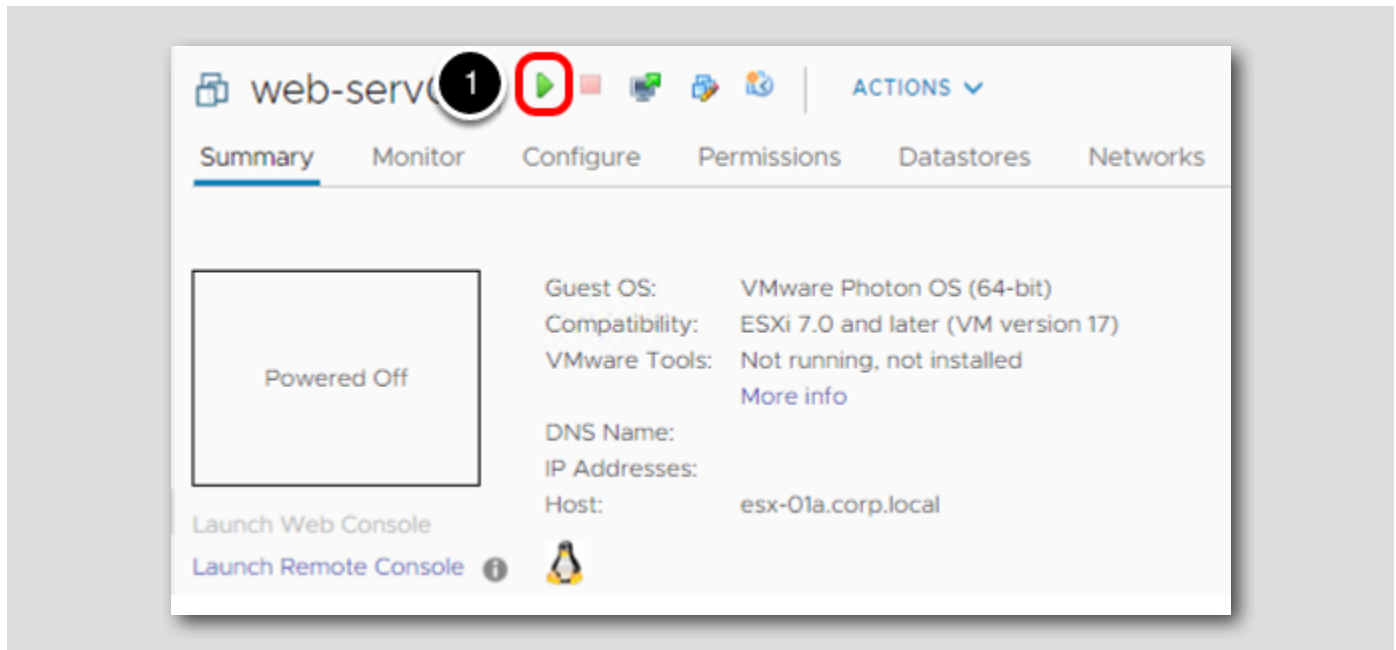 web-serv
1
ACTIONS
Summary Monitor Configure Permissions Datastores Networks
Powered Off
Guest OS: VMware Photon OS (64-bit)
Compatibility: ESXi 7.0 and later (VM version 17)
VMware Tools: Not running, not installed
More info
DNS Name:
IP Addresses:
Host: esx-01a.corp.local
Launch Web Console
Launch Remote Console